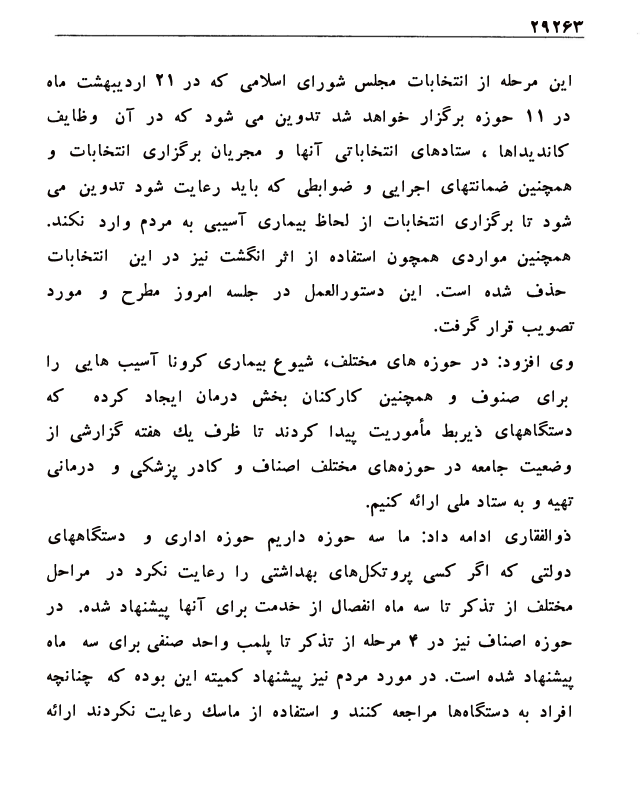 ۲۹۲۶۳
این مرحله از انتخابات مجلس شورای اسلامی که در ۲۱ اردیبهشت ماه
در ۱۱ حوزه برگزار خواهد شد تدوین می شود که در آن وظایف
کاندیداها ، ستادهای انتخاباتی آنها و مجریان برگزاری انتخابات و
همچنین ضمانتهای اجرایی و ضوابطی که باید رعایت شود تدوین می
شود تا برگزاری انتخابات از لحاظ بیماری آسیبی به مردم وارد نکند.
همچنین مواردی همچون استفاده از اثر انگشت نیز در این انتخابات
حذف شده است. این دستورالعمل در جلسه امروز مطرح و مورد
تصویب قرار گرفت.
وی افزود: در حوزه های مختلف، شیوع بیماری کرونا آسیب هایی را
برای صنوف و همچنین کارکنان بخش درمان ایجاد کرده که
دستگاههای ذیربط مأموریت پیدا کردند تا ظرف یك هفته گزارشی از
وضعیت جامعه در حوزه‌های مختلف اصناف و کادر پزشکی و درمانی
تهیه و به ستاد ملی ارائه کنیم.
ذوالفقاری ادامه داد: ما سه حوزه داریم حوزه اداری و دستگاههای
دولتی که اگر کسی پروتکل‌های بهداشتی را رعایت نکرد در مراحل
مختلف از تذکر تا سه ماه انفصال از خدمت برای آنها پیشنهاد شده. در
حوزه اصناف نیز در ۴ مرحله از تذکر تا پلمب واحد صنفی برای سه ماه
پیشنهاد شده است. در مورد مردم نیز پیشنهاد کمیته این بوده که چنانچه
افراد به دستگاه‌ها مراجعه کنند و استفاده از ماسك رعایت نکردند ارائه